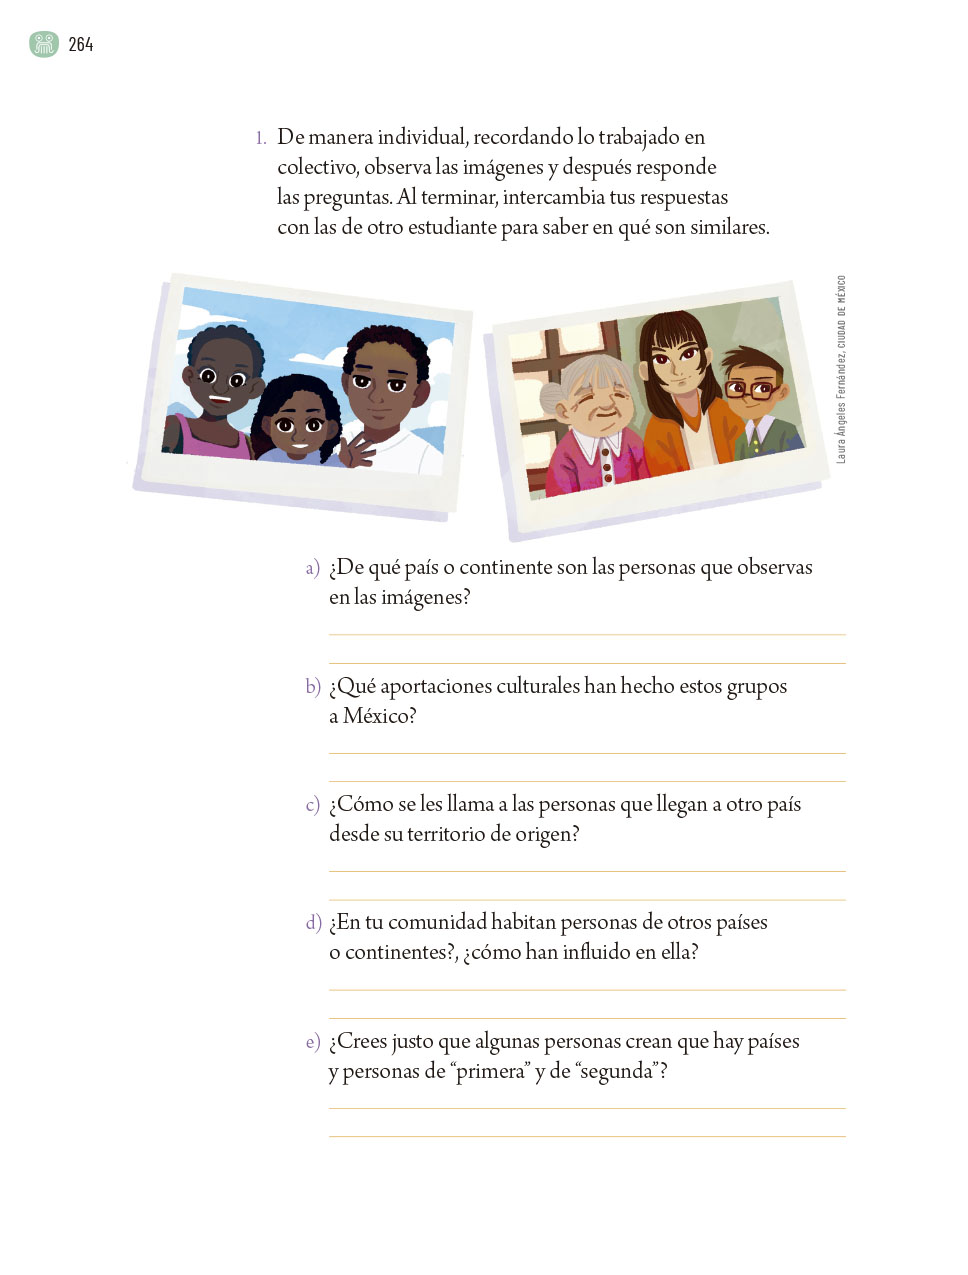 264
1. De manera individual, recordando lo trabajado en
colectivo, observa las imágenes y después responde
las preguntas. Al terminar, intercambia tus respuestas
con las de otro estudiante para saber en qué son similares.
Laura Ángeles Fernández, CIUDAD DE MÉXICO
a) ¿De qué país o continente son las personas que observas
en las imágenes?
b) ¿Qué aportaciones culturales han hecho estos grupos
a México?
c) ¿Cómo se les llama a las personas que llegan a otro país
desde su territorio de origen?
d) ¿En tu comunidad habitan personas de otros países
o continentes?, ¿cómo han influido en ella?
e) ¿Crees justo que algunas personas crean que hay países
y personas de “primera” y de “segunda”?